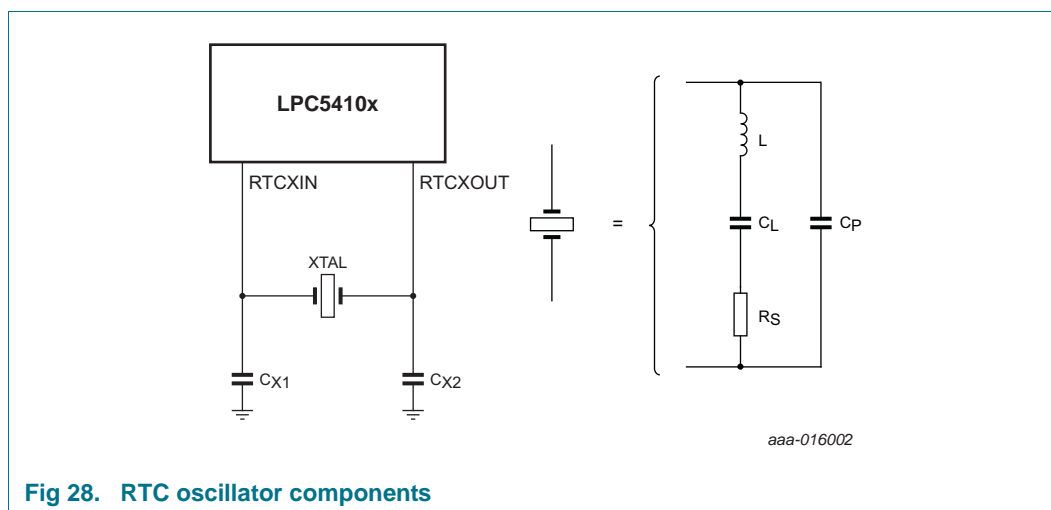 LPC5410x
RTCXIN
RTCXOUT
XTAL
CX1
CX2
=
L
CL
CP
RS
aaa-016002
Fig 28. RTC oscillator components